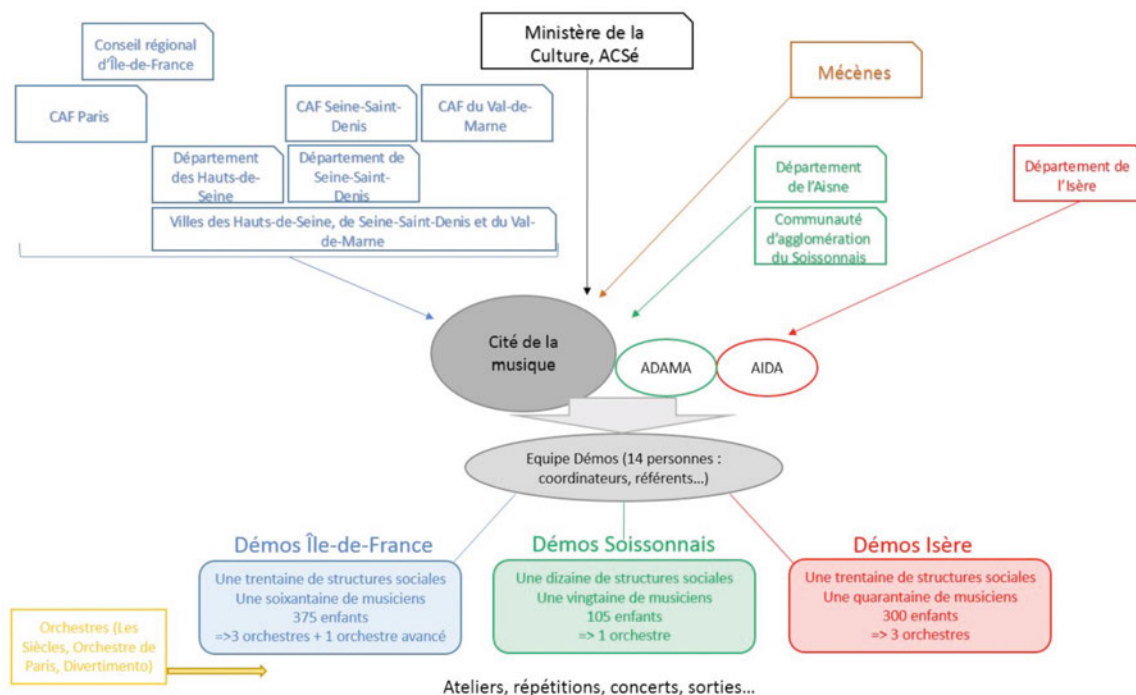 Conseil régional
d'Île-de-France
Ministère de la
Culture, ACSé
Mécènes
CAF Paris
CAF Seine-Saint-
Denis
CAF du Val-de-
Marne
Département
des Hauts-de-
Seine
Département de
Seine-Saint-
Denis
Département
de l'Aisne
Département de
l'Isère
Villes des Hauts-de-Seine, de Seine-Saint-Denis et du Val-
de-Marne
Communauté
d'agglomération
du Soissonnais
Cité de la
musique
ADAMA
AIDA
Equipe Démos (14 personnes :
coordinateurs, référents...)
Démos Île-de-France
Une trentaine de structures sociales
Une soixantaine de musiciens
375 enfants
=>3 orchestres + 1 orchestre avancé
Démos Soissonnais
Une dizaine de structures sociales
Une vingtaine de musiciens
105 enfants
=> 1 orchestre
Démos Isère
Une trentaine de structures sociales
Une quarantaine de musiciens
300 enfants
=> 3 orchestres
Orchestres (Les
Siècles, Orchestre de
Paris, Divertimento)
Ateliers, répétitions, concerts, sorties...